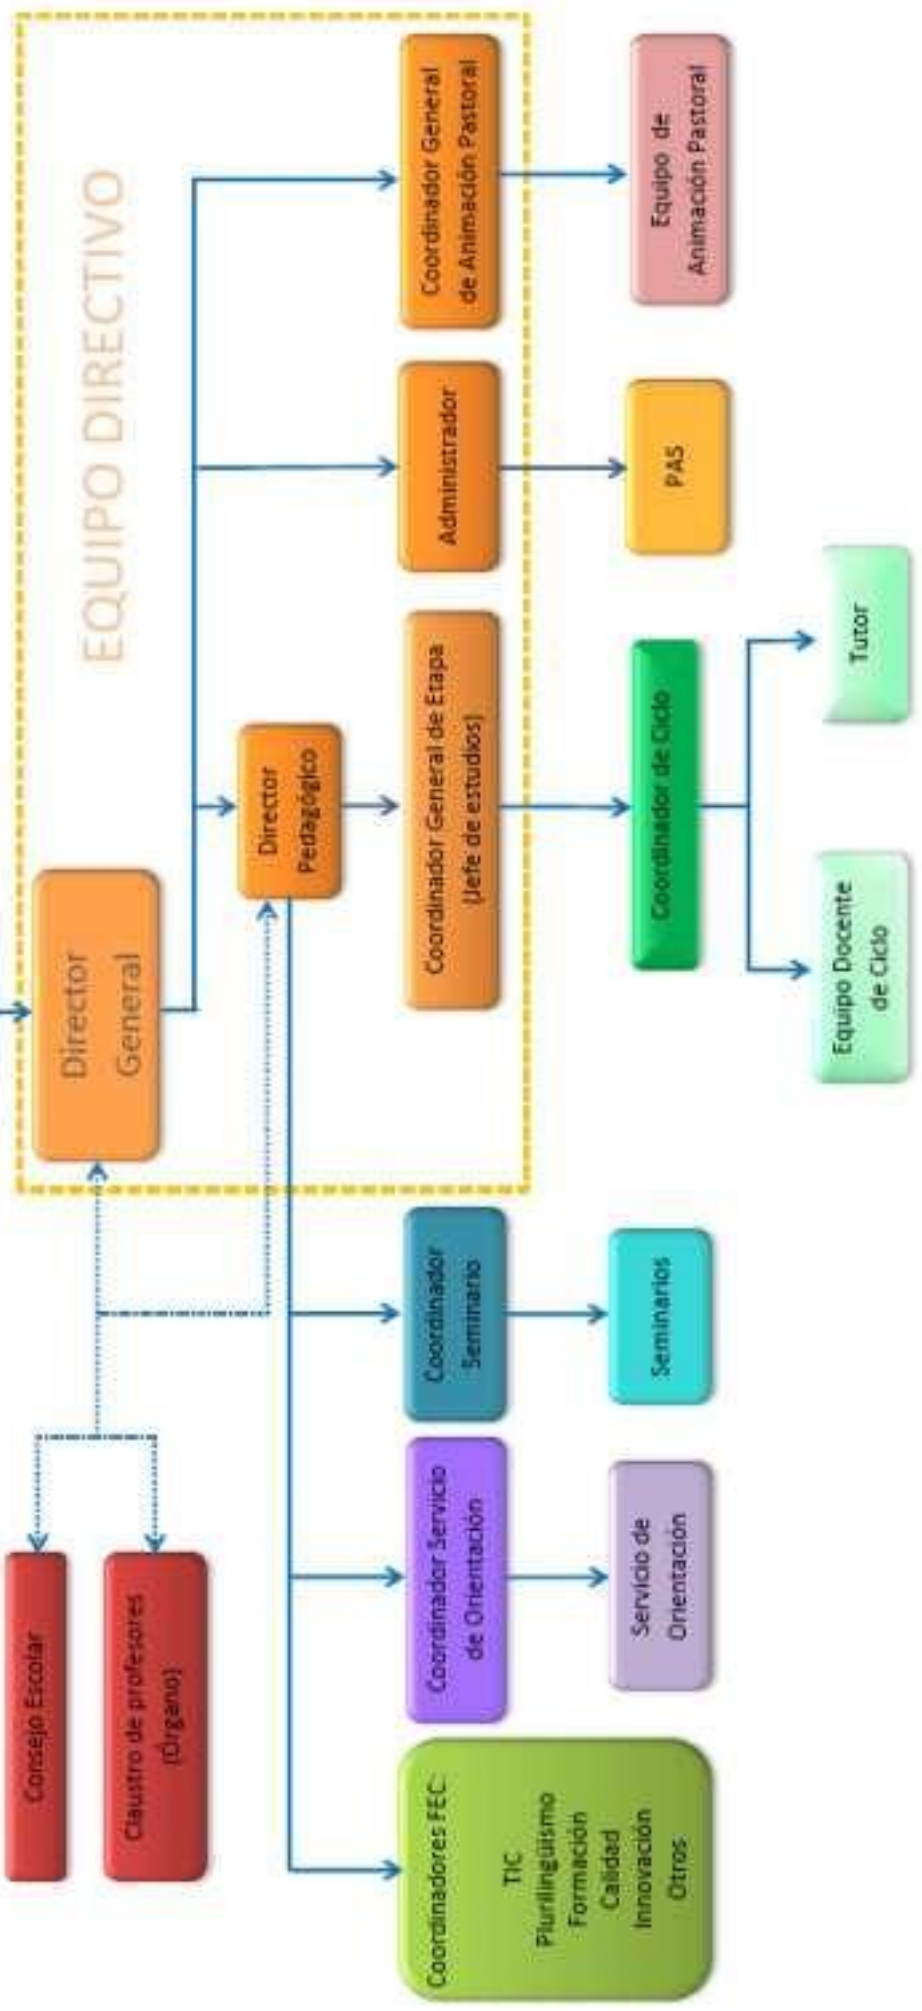 EQUIPO DIRECTIVO
Director
General
Consejo Escolar
Claustro de profesores
(Órgano)
Director
Pedagógico
Coordinadores FEC:
TIC
Plurilingüismo
Formación
Calidad
Innovación
Otros
Coordinador Servicio
de Orientación
Coordinador
Seminario
Coordinador General de Etapa
(Jefe de estudios)
Administrador
Coordinador General
de Animación Pastoral
Servicio de
Orientación
Seminarios
Coordinador de Ciclo
PAS
Equipo de
Animación Pastoral
Equipo Docente
de Ciclo
Tutor